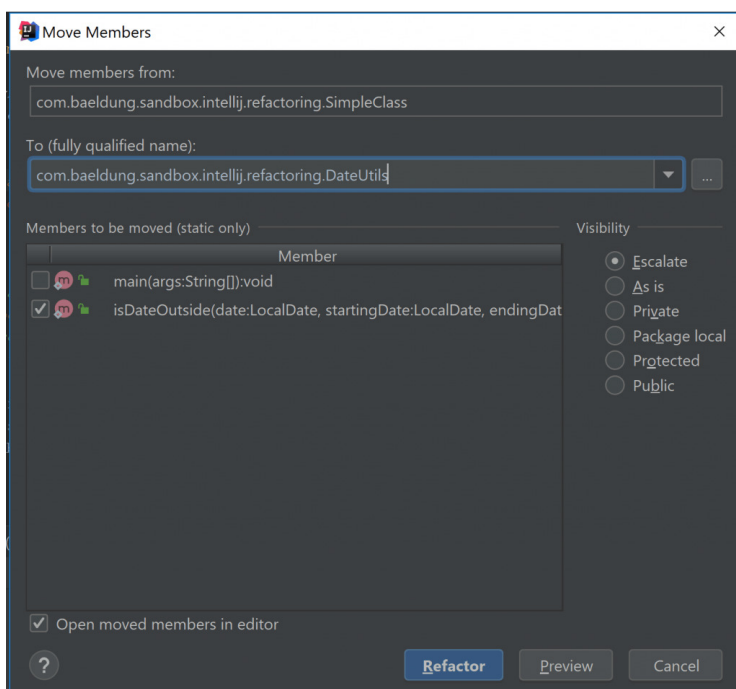 Move Members
Move members from:
com.baeldung.sandbox.intellij.refactoring.SimpleClass
To (fully qualified name):
com.baeldung.sandbox.intellij.refactoring.DateUtils
...
Members to be moved (static only)
Member
main(args:String[]):void
isDateOutside(date:LocalDate, startingDate:LocalDate, endingDat
Visibility
Escalate
As is
Private
Package local
Protected
Public
Open moved members in editor
? Refactor Preview Cancel